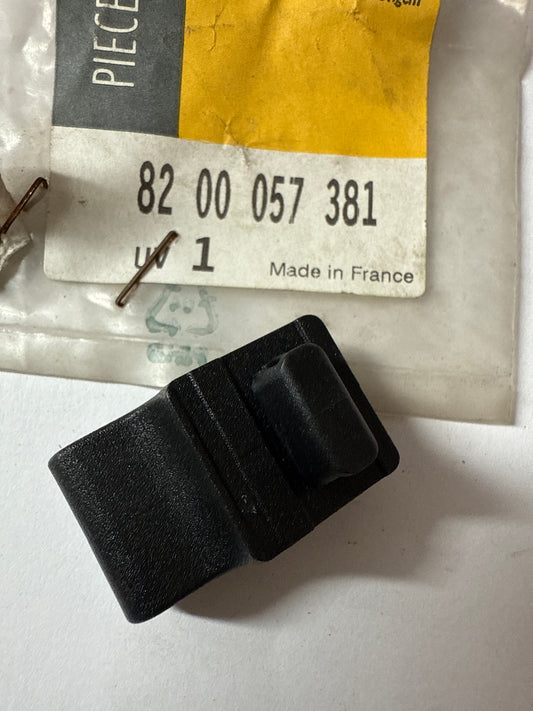 PIECE
82 00 057 381
UV 1
Made in France